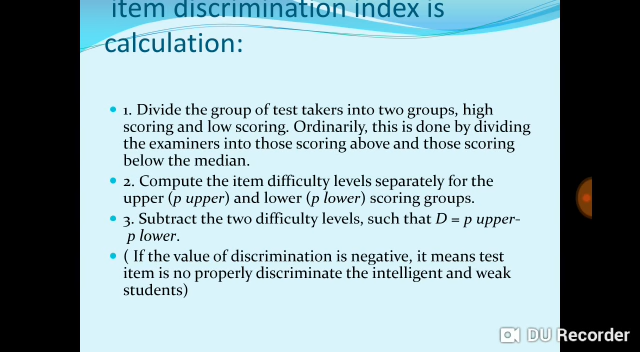 item discrimination index is
calculation:
1. Divide the group of test takers into two groups, high
scoring and low scoring. Ordinarily, this is done by dividing
the examiners into those scoring above and those scoring
below the median.
2. Compute the item difficulty levels separately for the
upper (p upper) and lower (p lower) scoring groups.
3. Subtract the two difficulty levels, such that D = p upper-
p lower.
( If the value of discrimination is negative, it means test
item is no properly discriminate the intelligent and weak
students)
DU Recorder